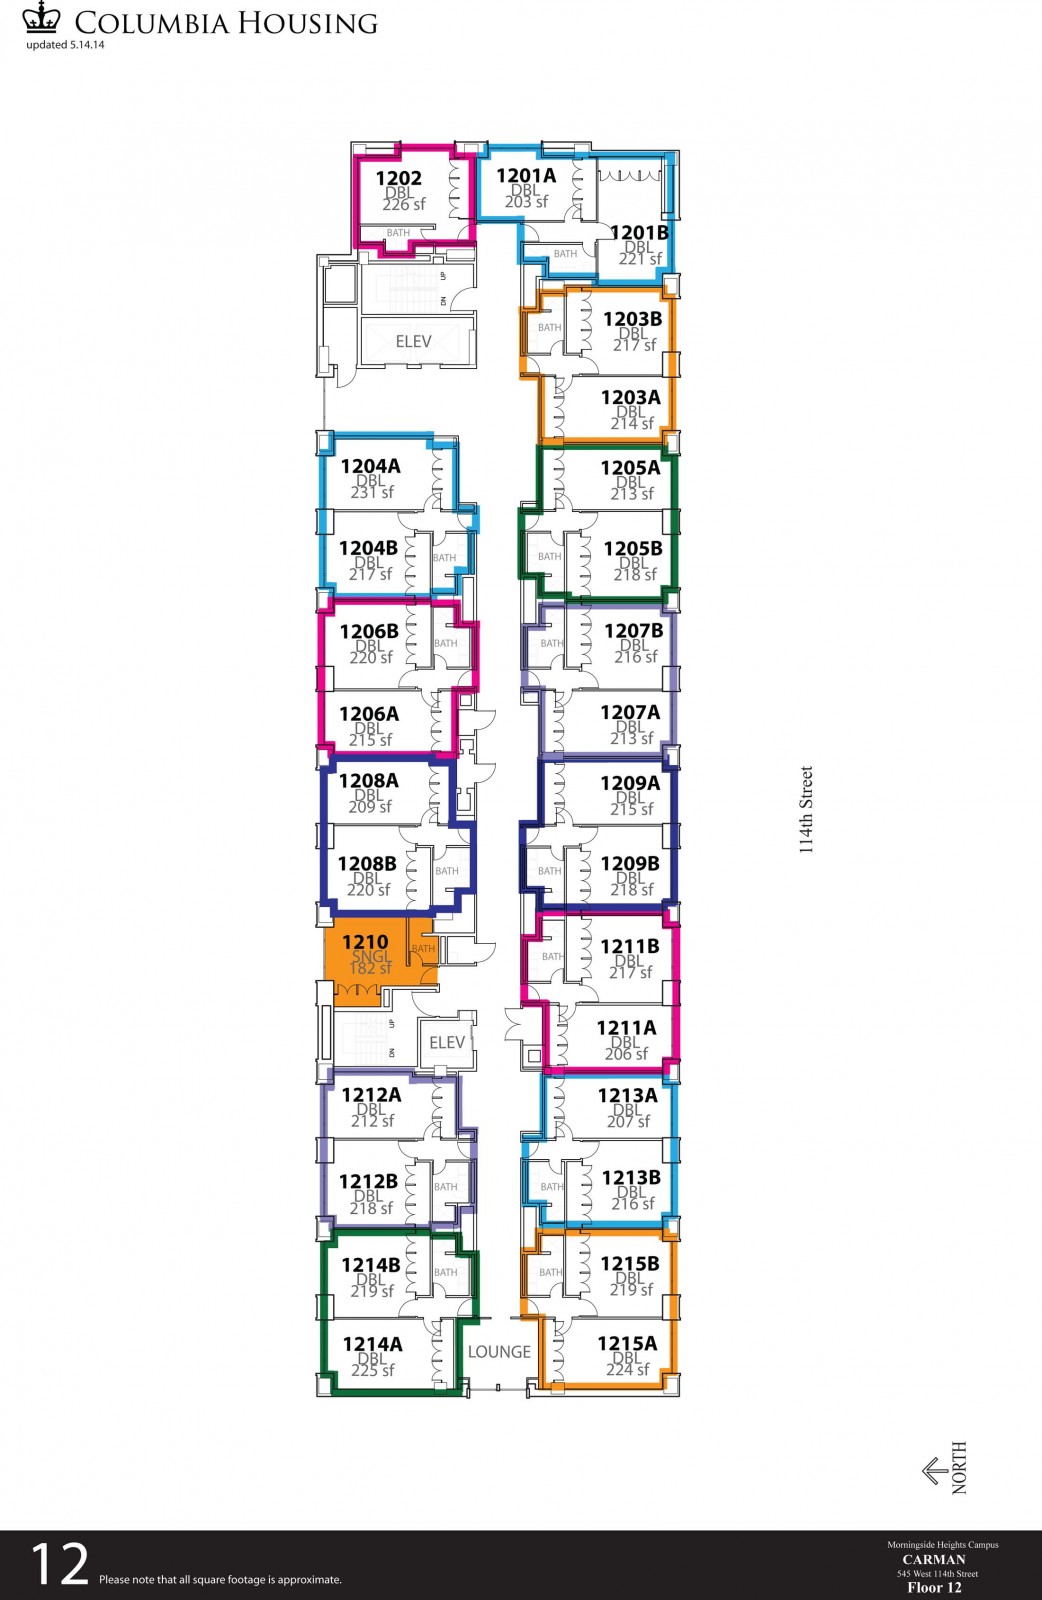 COLUMBIA HOUSING
updated 5.14.14
1202
DBL
226 sf
BATH
1201A
DBL
203 sf
1201B
DBL
221 sf
BATH
UP
DN
ELEV
1203B
DBL
217 sf
BATH
1203A
DBL
214 sf
1204A
DBL
231 sf
1204B
DBL
217 sf
BATH
1205A
DBL
213 sf
1205B
DBL
218 sf
BATH
1206B
DBL
220 sf
BATH
1206A
DBL
215 sf
1207B
DBL
216 sf
BATH
1207A
DBL
213 sf
1208A
DBL
209 sf
1208B
DBL
220 sf
BATH
1209A
DBL
215 sf
1209B
DBL
218 sf
BATH
114th Street
1210
SNGL
182 sf
BATH
1211B
DBL
217 sf
BATH
1211A
DBL
206 sf
UP
DN
ELEV
1212A
DBL
212 sf
1212B
DBL
218 sf
BATH
1213A
DBL
207 sf
1213B
DBL
216 sf
BATH
1214B
DBL
219 sf
BATH
1214A
DBL
225 sf
LOUNGE
1215B
DBL
219 sf
BATH
1215A
DBL
224 sf
NORTH
12
Please note that all square footage is approximate.
Morningside Heights Campus
CARMAN
545 West 114th Street
Floor 12